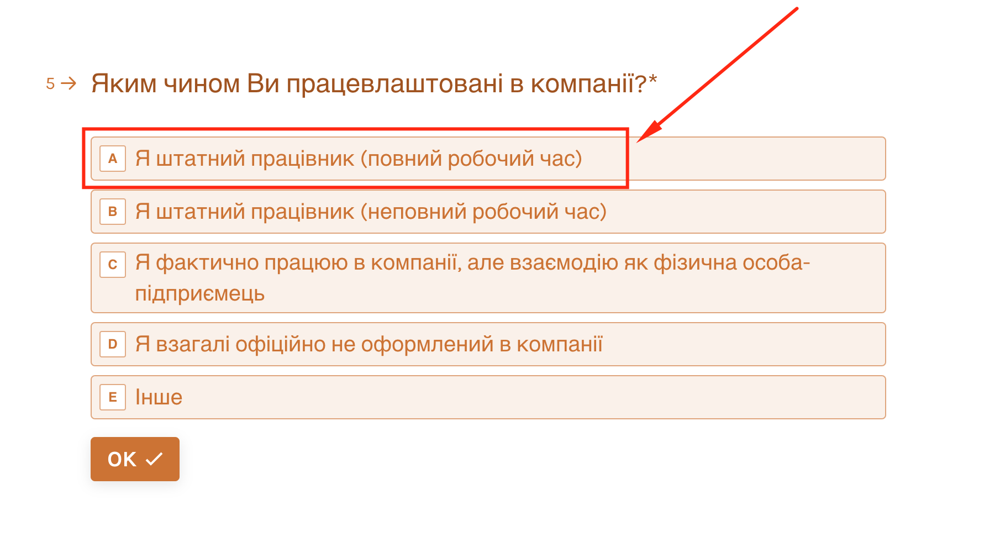 5 → Яким чином Ви працевлаштовані в компанії?*
A Я штатний працівник (повний робочий час)
B Я штатний працівник (неповний робочий час)
C Я фактично працюю в компанії, але взаємодію як фізична особа-
підприємець
D Я взагалі офіційно не оформлений в компанії
E Інше
OK ✓